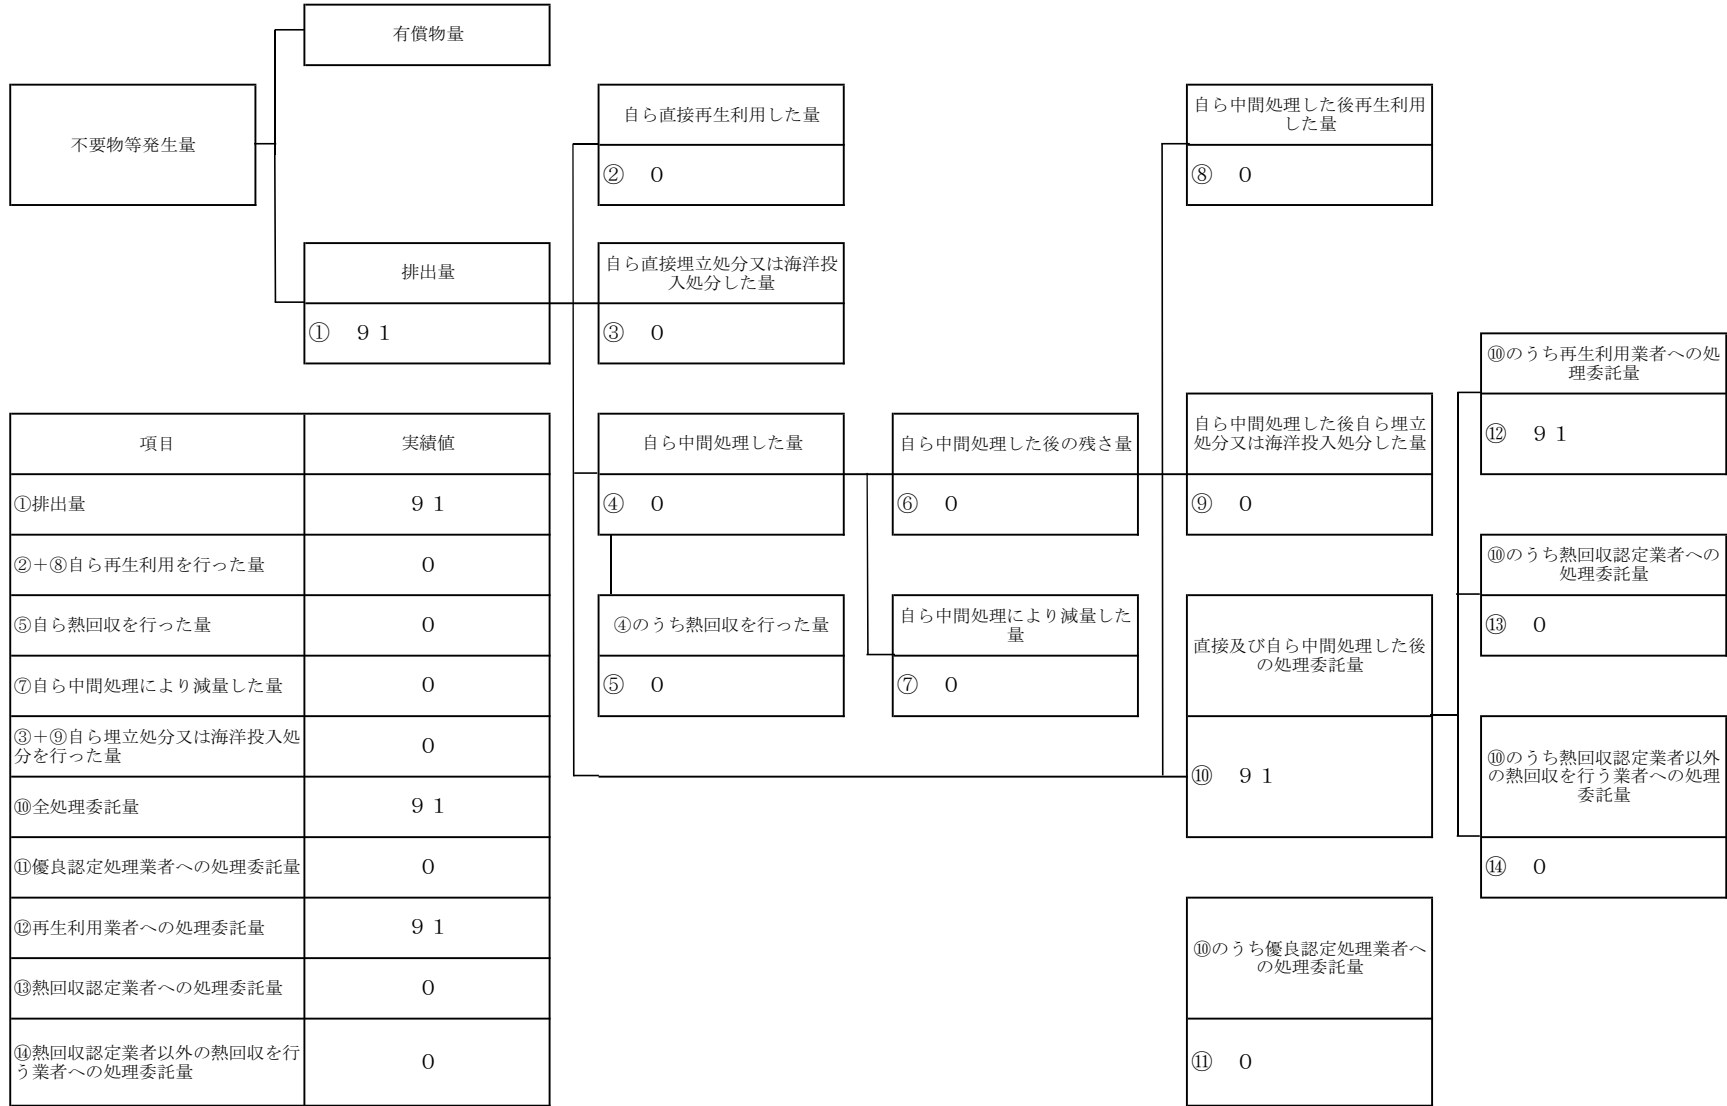 有償物量
不要物等発生量
自ら直接再生利用した量
② 0
自ら中間処理した後再生利用
した量
⑧ 0
排出量
① 91
自ら直接埋立処分又は海洋投
入処分した量
③ 0
⑩のうち再生利用業者への処
理委託量
⑫ 91
自ら中間処理した量
④ 0
自ら中間処理した後の残さ量
⑥ 0
自ら中間処理した後自ら埋立
処分又は海洋投入処分した量
⑨ 0
⑩のうち熱回収認定業者への
処理委託量
⑬ 0
④のうち熱回収を行った量
⑤ 0
自ら中間処理により減量した
量
⑦ 0
直接及び自ら中間処理した後
の処理委託量
⑩ 91
⑩のうち熱回収認定業者以外
の熱回収を行う業者への処理
委託量
⑭ 0
⑩のうち優良認定処理業者へ
の処理委託量
⑪ 0
項目 実績値
①排出量 91
②+⑧自ら再生利用を行った量 0
⑤自ら熱回収を行った量 0
⑦自ら中間処理により減量した量 0
③+⑨自ら埋立処分又は海洋投入処
分を行った量 0
⑩全処理委託量 91
⑪優良認定処理業者への処理委託量 0
⑫再生利用業者への処理委託量 91
⑬熱回収認定業者への処理委託量 0
⑭熱回収認定業者以外の熱回収を行
う業者への処理委託量 0